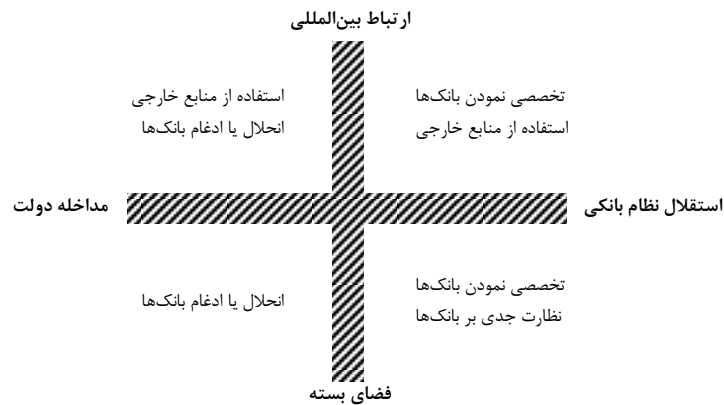 ارتباط بین‌المللی
تخصصی نمودن بانک‌ها
استفاده از منابع خارجی
استفاده از منابع خارجی
انحلال یا ادغام بانک‌ها
استقلال نظام بانکی
مداخله دولت
تخصصی نمودن بانک‌ها
نظارت جدی بر بانک‌ها
انحلال یا ادغام بانک‌ها
فضای بسته